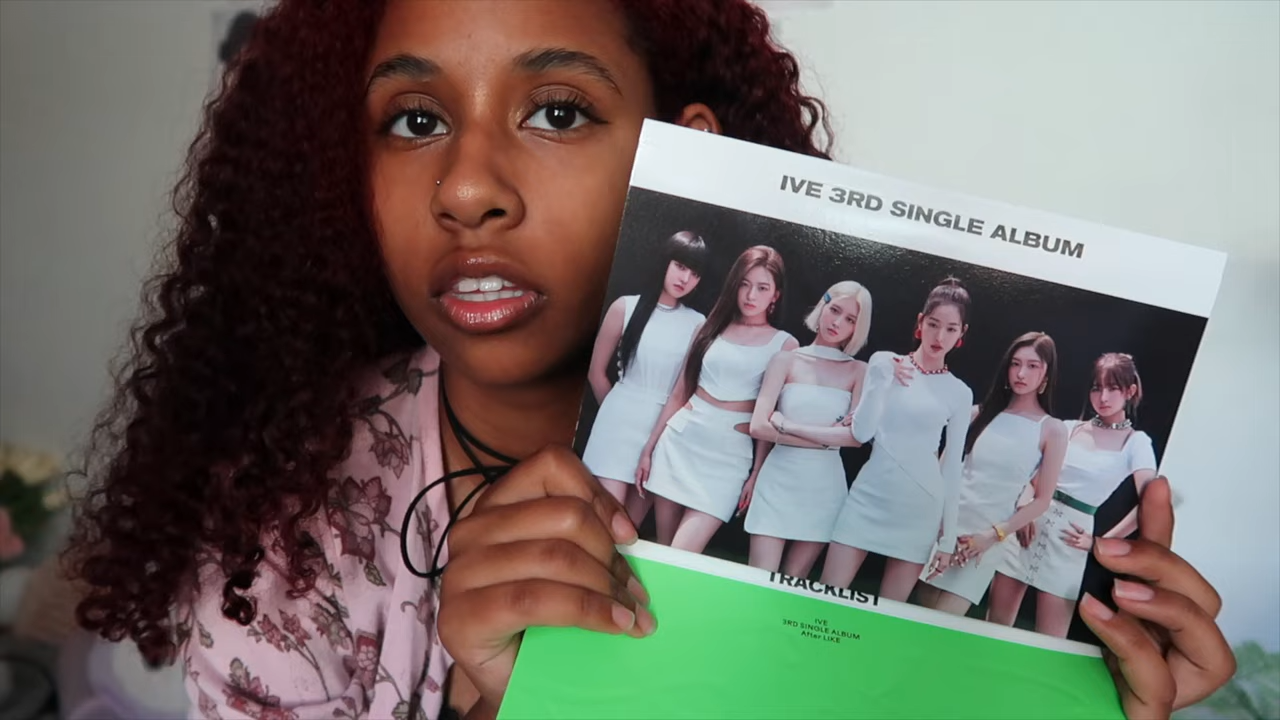 IVE 3RD SINGLE ALBUM
TRACKLIST
IVE
3RD SINGLE ALBUM
After LIKE